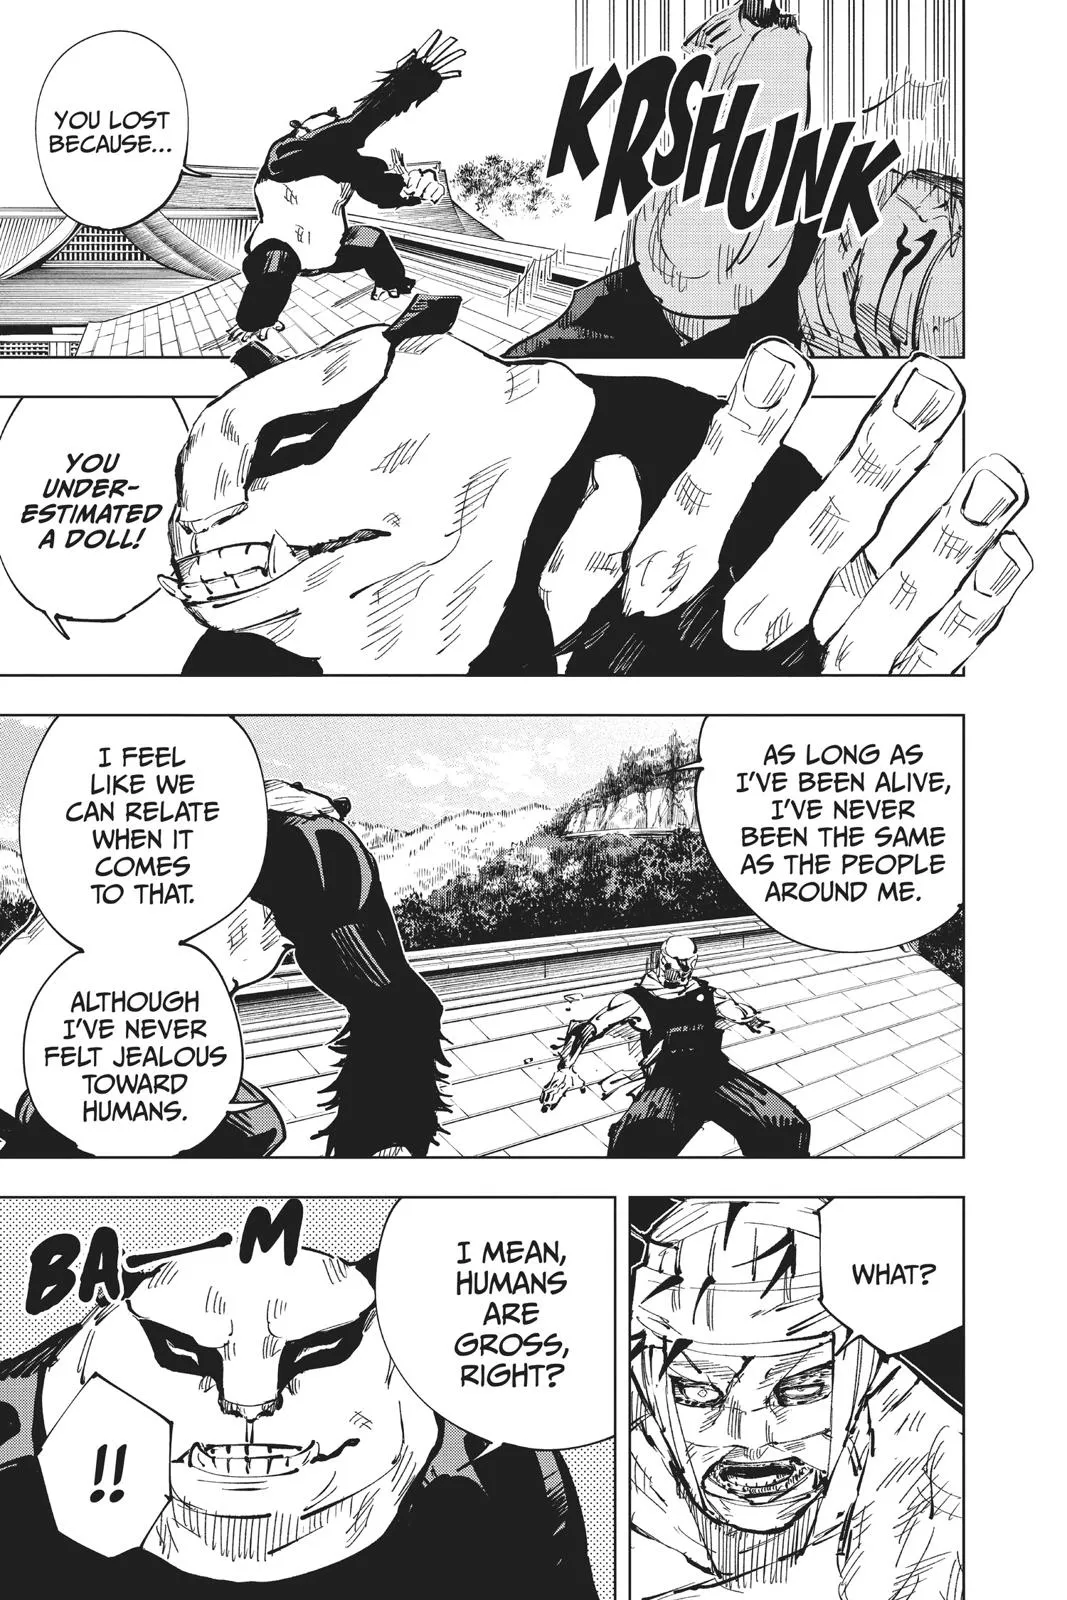 YOU LOST
BECAUSE...
KRSHUNK
YOU
UNDER-
ESTIMATED
A DOLL!
I FEEL
LIKE WE
CAN RELATE
WHEN IT
COMES
TO THAT.
AS LONG AS
I'VE BEEN ALIVE,
I'VE NEVER
BEEN THE SAME
AS THE PEOPLE
AROUND ME.
ALTHOUGH
I'VE NEVER
FELT JEALOUS
TOWARD
HUMANS.
BA—M
I MEAN,
HUMANS
ARE
GROSS,
RIGHT?
WHAT?
!!